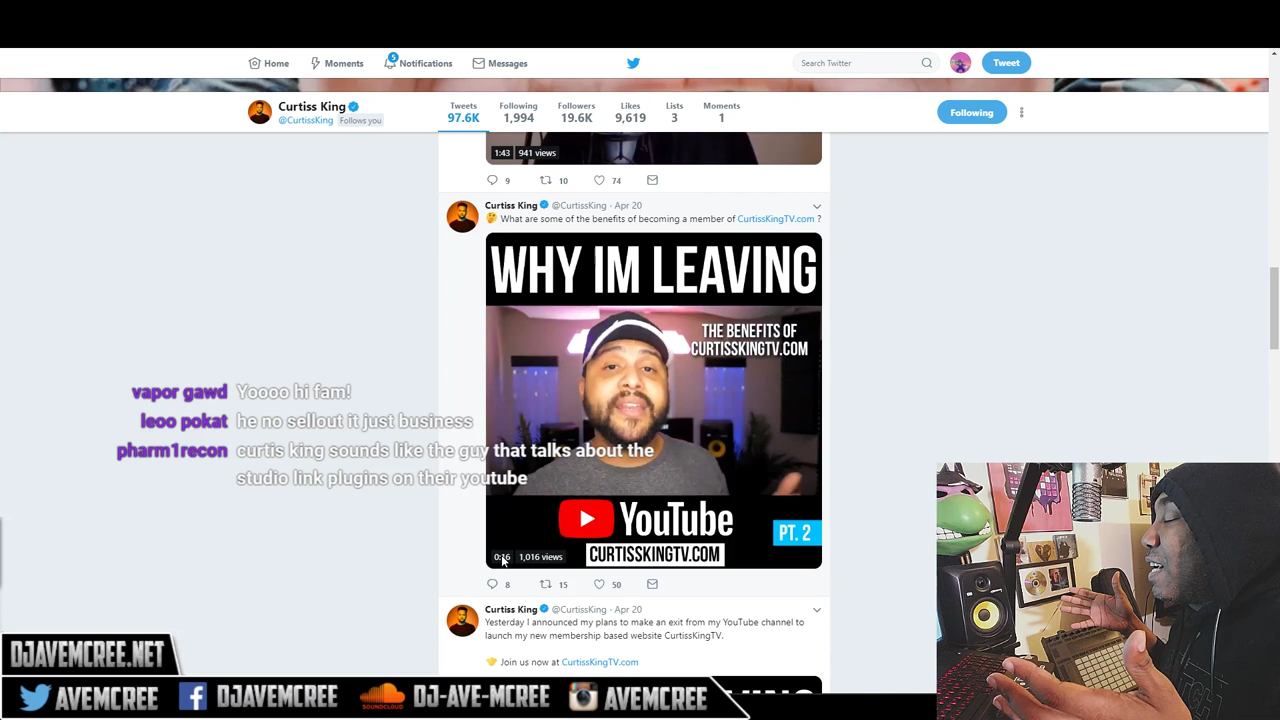 Home
Moments
5
Notifications
Messages
Search Twitter
Tweet
Curtiss King
@CurtissKing Follows you
Tweets
97.6K
Following
1,994
Followers
19.6K
Likes
9,619
Lists
3
Moments
1
Following
1:43 941 views
9 10 74
Curtiss King @CurtissKing · Apr 20
🤔 What are some of the benefits of becoming a member of CurtissKingTV.com ?
WHY IM LEAVING
THE BENEFITS OF
CURTISSKINGTV.COM
YouTube
PT. 2
CURTISSKINGTV.COM
0:16 1,016 views
8 15 50
Curtiss King @CurtissKing · Apr 20
Yesterday I announced my plans to make an exit from my YouTube channel to
launch my new membership based website CurtissKingTV.
Join us now at CurtissKingTV.com
vapor gawd Yoooo hi fam!
leoo pokat he no sellout it just business
pharm1recon curtis king sounds like the guy that talks about the
studio link plugins on their youtube
DJAVEMCREE.NET
AVEMCREE
DJAVEMCREE
SOUNDCLOUD
DJ-AVE-MCREE
AVEMCREE